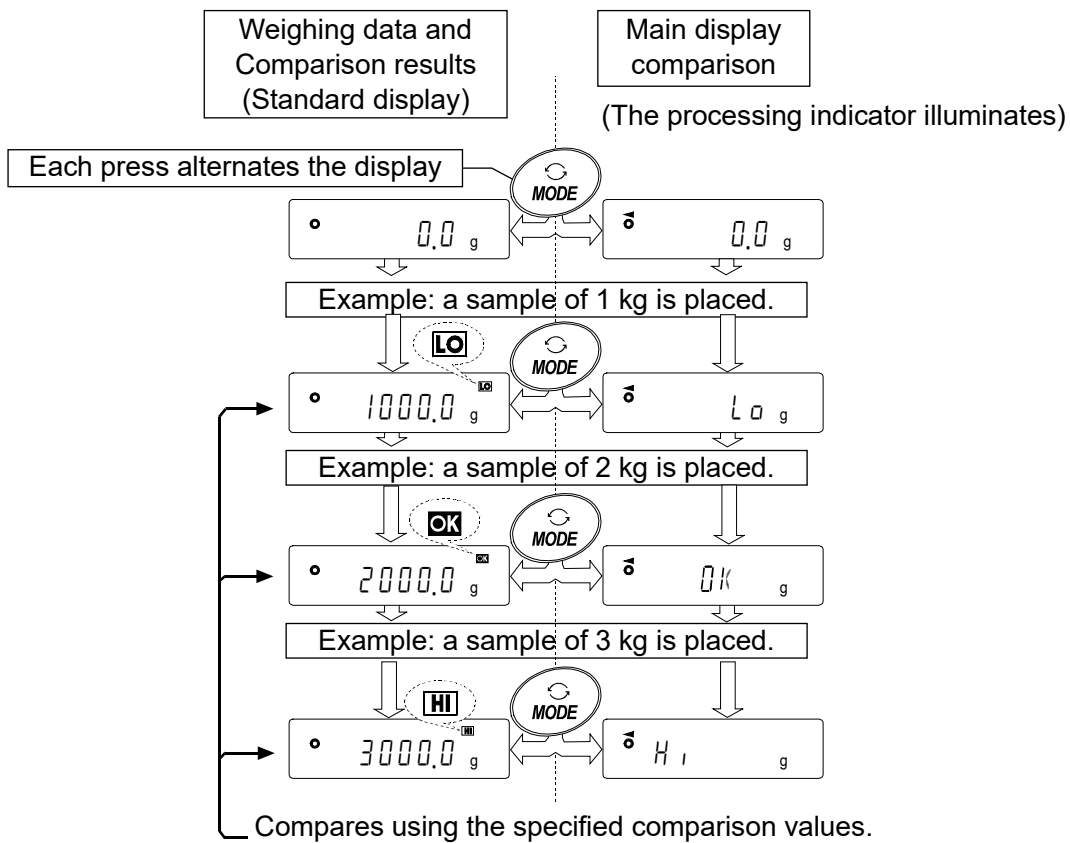 Weighing data and
Comparison results
(Standard display)
Main display
comparison
(The processing indicator illuminates)
Each press alternates the display
MODE
0.0 g
0.0 g
Example: a sample of 1 kg is placed.
LO
MODE
LO
1000.0 g
Lo g
Example: a sample of 2 kg is placed.
OK
MODE
OK
2000.0 g
OK g
Example: a sample of 3 kg is placed.
HI
MODE
HI
3000.0 g
Hi g
Compares using the specified comparison values.